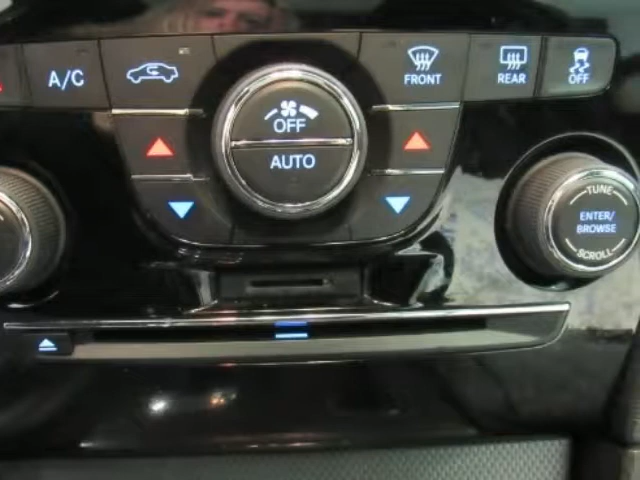 A/C
FRONT
REAR
OFF
OFF
AUTO
TUNE
ENTER/
BROWSE
SCROLL